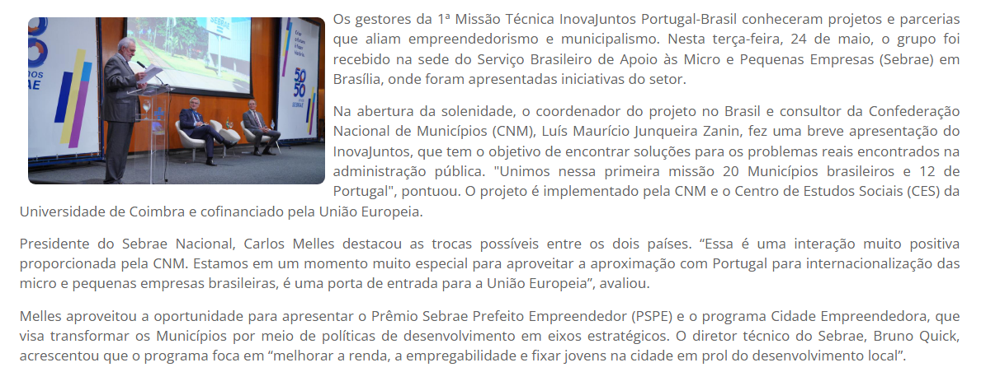 50
50
anos
SEBRAE
SEBRAE
Criar
o futuro
é fazer
história.
50
50
SEBRAE
Os gestores da 1ª Missão Técnica InovaJuntos Portugal-Brasil conheceram projetos e parcerias
que aliam empreendedorismo e municipalismo. Nesta terça-feira, 24 de maio, o grupo foi
recebido na sede do Serviço Brasileiro de Apoio às Micro e Pequenas Empresas (Sebrae) em
Brasília, onde foram apresentadas iniciativas do setor.
Na abertura da solenidade, o coordenador do projeto no Brasil e consultor da Confederação
Nacional de Municípios (CNM), Luís Maurício Junqueira Zanin, fez uma breve apresentação do
InovaJuntos, que tem o objetivo de encontrar soluções para os problemas reais encontrados na
administração pública. "Unimos nessa primeira missão 20 Municípios brasileiros e 12 de
Portugal", pontuou. O projeto é implementado pela CNM e o Centro de Estudos Sociais (CES) da
Universidade de Coimbra e cofinanciado pela União Europeia.
Presidente do Sebrae Nacional, Carlos Melles destacou as trocas possíveis entre os dois países. “Essa é uma interação muito positiva
proporcionada pela CNM. Estamos em um momento muito especial para aproveitar a aproximação com Portugal para internacionalização das
micro e pequenas empresas brasileiras, é uma porta de entrada para a União Europeia”, avaliou.
Melles aproveitou a oportunidade para apresentar o Prêmio Sebrae Prefeito Empreendedor (PSPE) e o programa Cidade Empreendedora, que
visa transformar os Municípios por meio de políticas de desenvolvimento em eixos estratégicos. O diretor técnico do Sebrae, Bruno Quick,
acrescentou que o programa foca em “melhorar a renda, a empregabilidade e fixar jovens na cidade em prol do desenvolvimento local”.